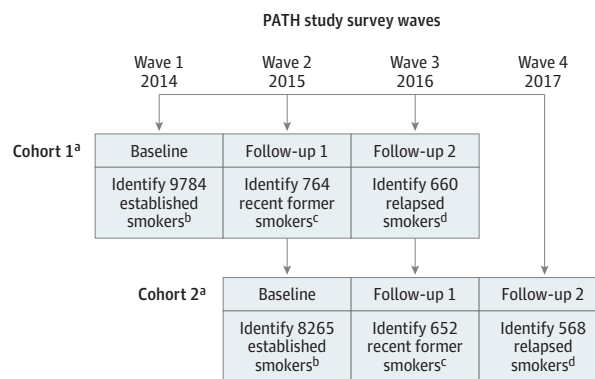 PATH study survey waves
Wave 1 Wave 2 Wave 3 Wave 4
2014 2015 2016 2017
Cohort 1a Baseline Follow-up 1 Follow-up 2
Identify 9784 Identify 764 Identify 660
established recent former relapsed
smokersb smokersc smokersd
Cohort 2a Baseline Follow-up 1 Follow-up 2
Identify 8265 Identify 652 Identify 568
established recent former relapsed
smokersb smokersc smokersd